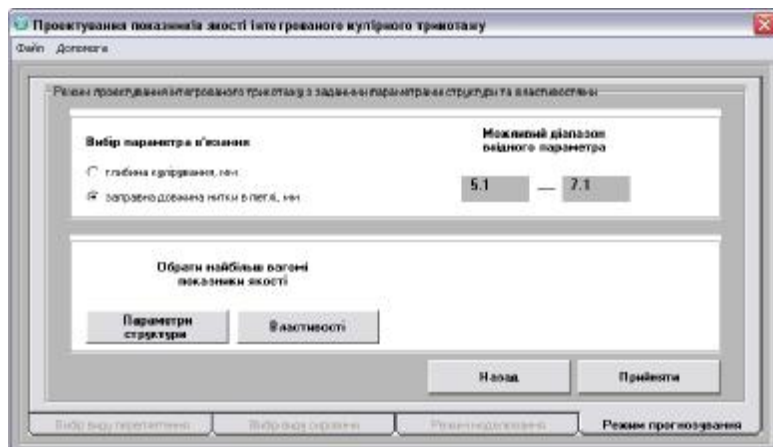 Проектування показників якості інтегрованого кулірного трикотажу
Файл Допомога
Режим проектування інтегрованого трикотажу з заданими параметрами структури та властивостями
Вибір параметра в'язання
Можливий діапазон
вхідного параметра
глибина кулірування, мм
заправна довжина нитки в петлі, мм
5.1 — 7.1
Обрати найбільш вагомі
показники якості
Параметри
структури
Властивості
Назад
Прийняти
Вибір виду переплетення
Вибір виду сировини
Режим моделювання
Режим прогнозування